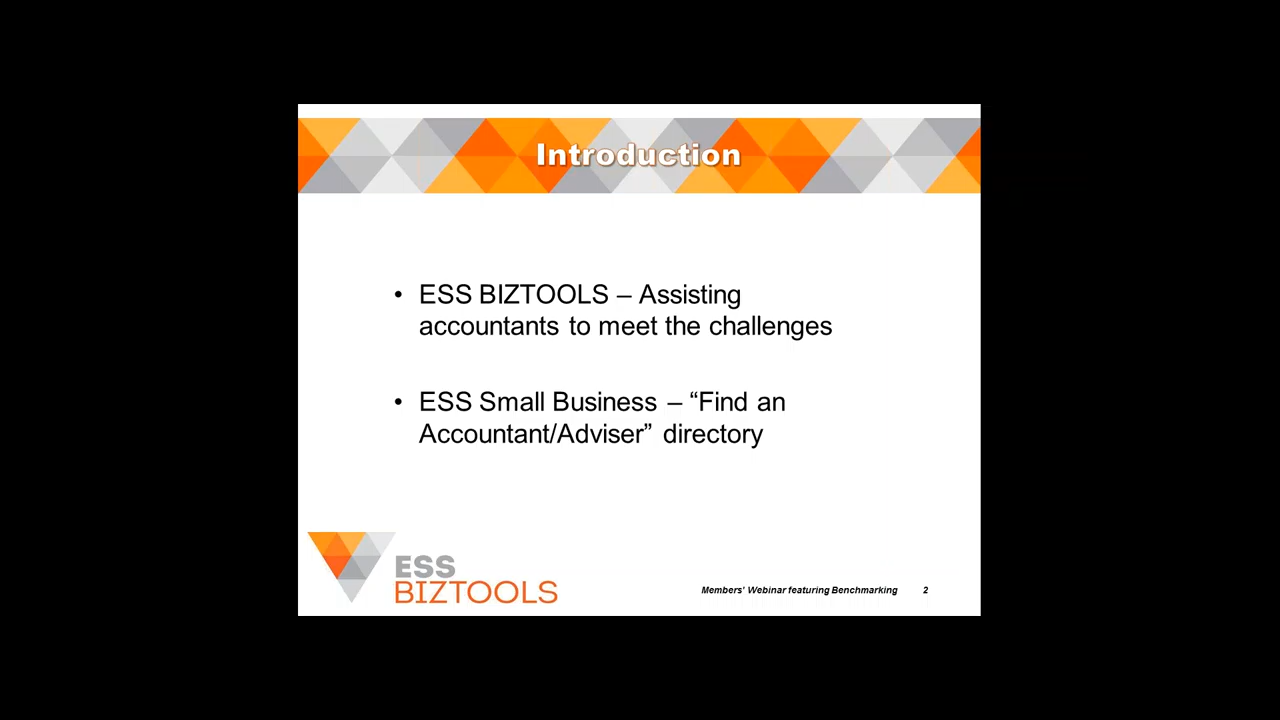 Introduction
• ESS BIZTOOLS – Assisting
accountants to meet the challenges
• ESS Small Business – “Find an
Accountant/Adviser” directory
ESS
BIZTOOLS
Members' Webinar featuring Benchmarking 2